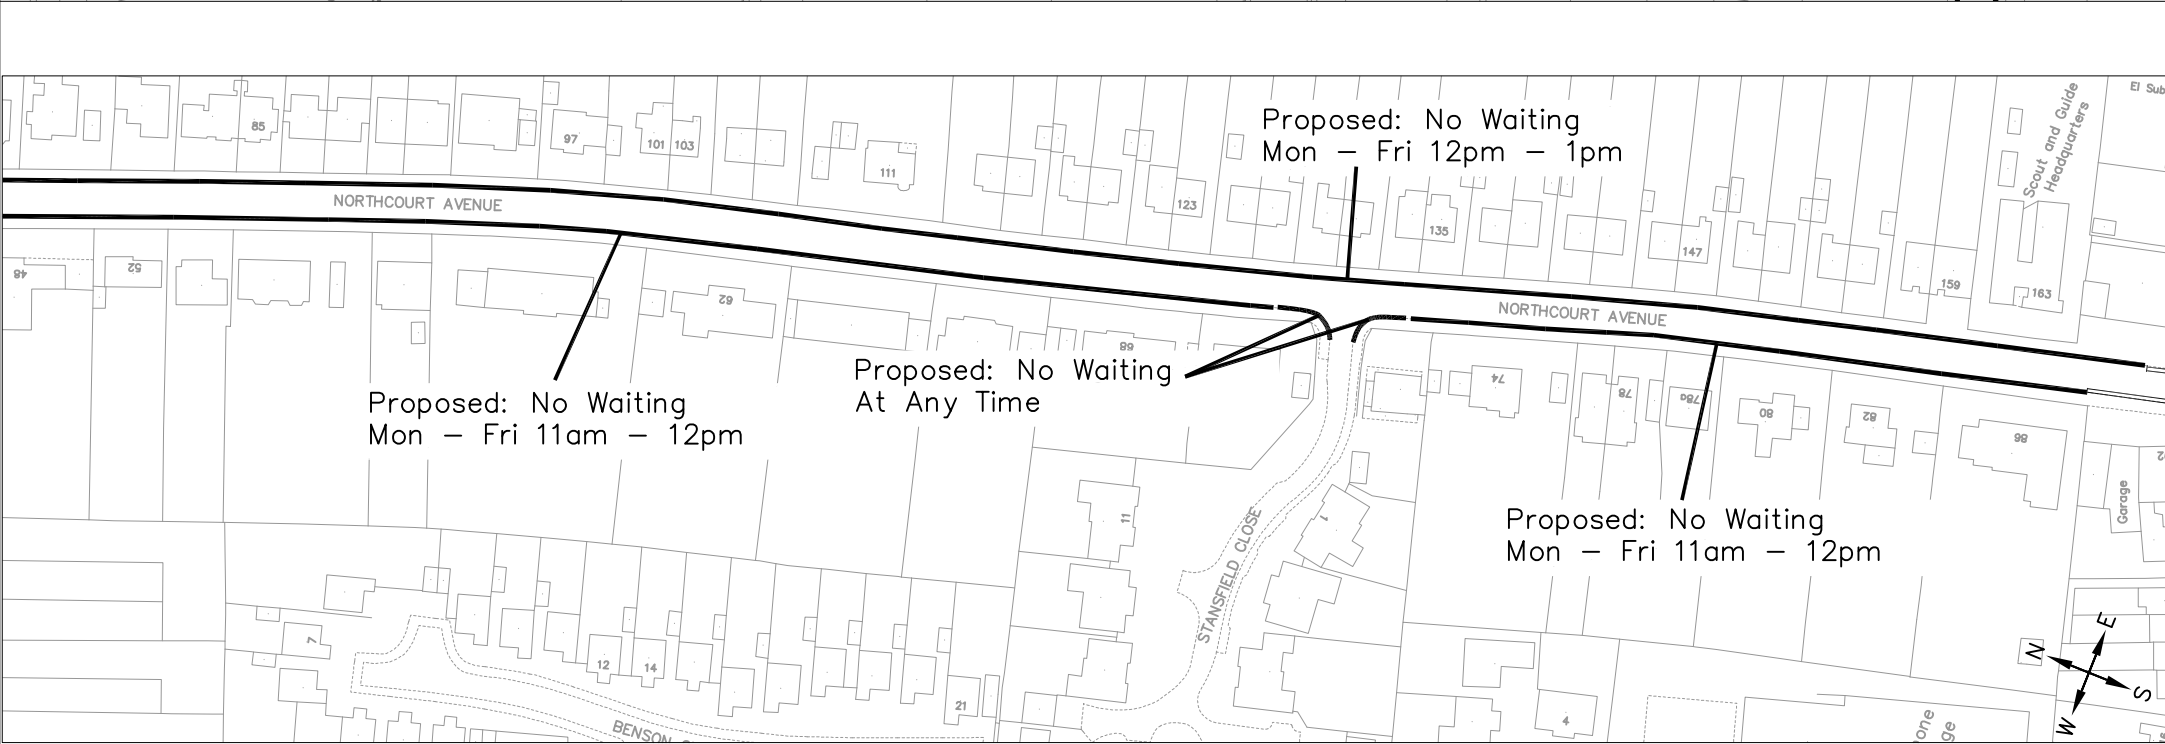 El Sub
Scout and Guide
Headquarters
Proposed: No Waiting
Mon - Fri 12pm - 1pm
85
97
101
103
111
123
135
147
159
163
NORTHCOURT AVENUE
NORTHCOURT AVENUE
48
52
62
68
74
78
78a
80
82
86
Proposed: No Waiting
At Any Time
Proposed: No Waiting
Mon - Fri 11am - 12pm
Proposed: No Waiting
Mon - Fri 11am - 12pm
Garage
11
1
STANSFIELD CLOSE
7
12
14
21
4
BENSON
N
E
S
W